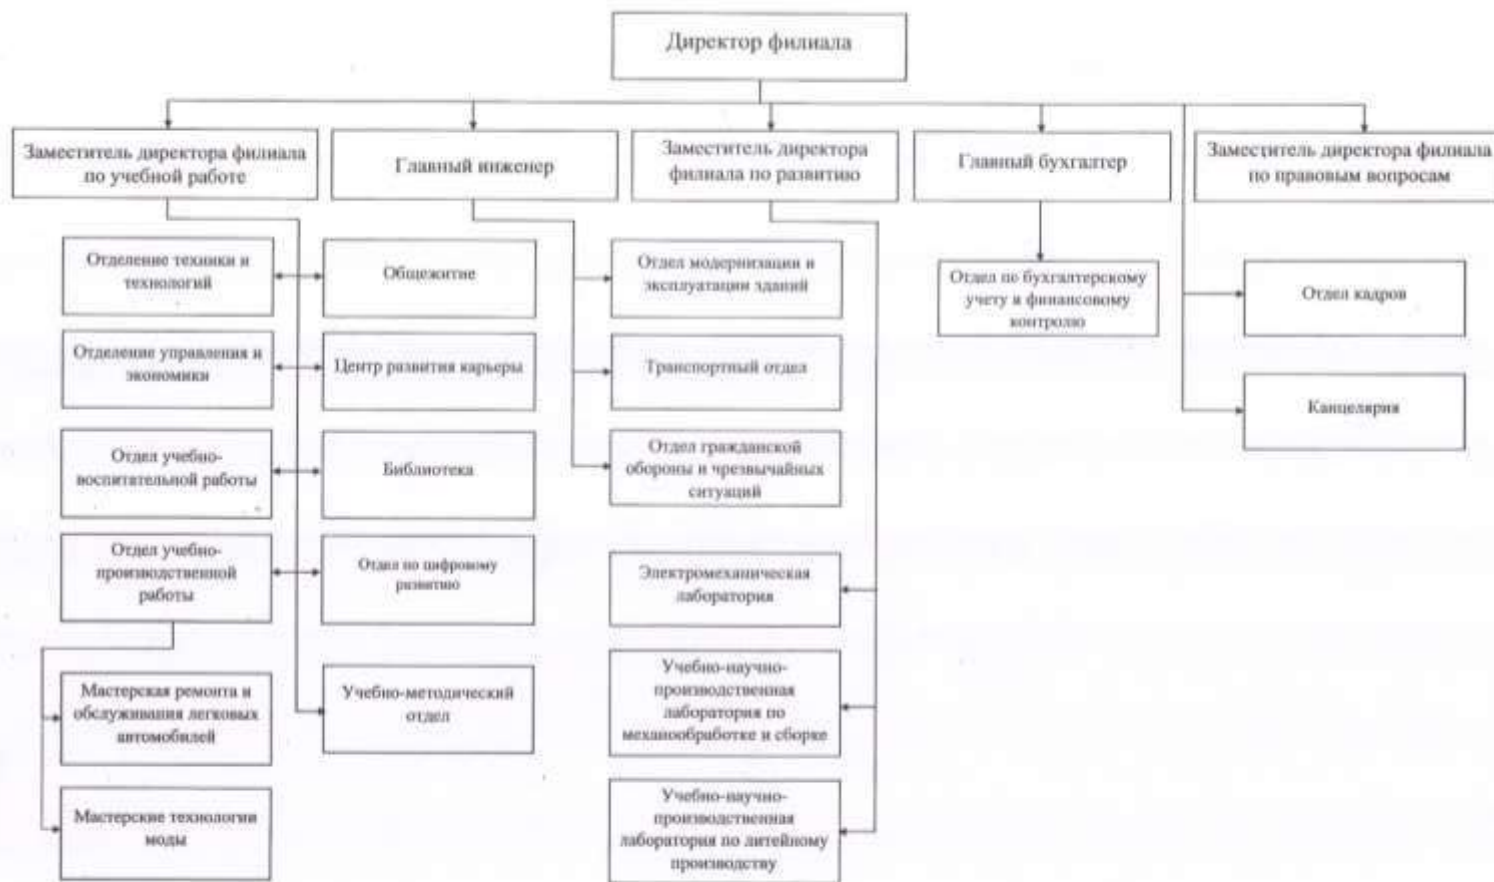 Директор филиала
Заместитель директора филиала
по учебной работе
Главный инженер
Заместитель директора
филиала по развитию
Главный бухгалтер
Заместитель директора филиала
по правовым вопросам
Отделение техники и
технологий
Общежитие
Отдел модернизации и
эксплуатации зданий
Отдел по бухгалтерскому
учету и финансовому
контролю
Отдел кадров
Отделение управления и
экономики
Центр развития карьеры
Транспортный отдел
Канцелярия
Отдел учебно-
воспитательной работы
Библиотека
Отдел гражданской
обороны и чрезвычайных
ситуаций
Отдел учебно-
производственной
работы
Отдел по цифровому
развитию
Электромеханическая
лаборатория
Мастерская ремонта и
обслуживания легковых
автомобилей
Учебно-методический
отдел
Учебно-научно-
производственная
лаборатория по
механообработке и сборке
Мастерские технологии
моды
Учебно-научно-
производственная
лаборатория по литейному
производству